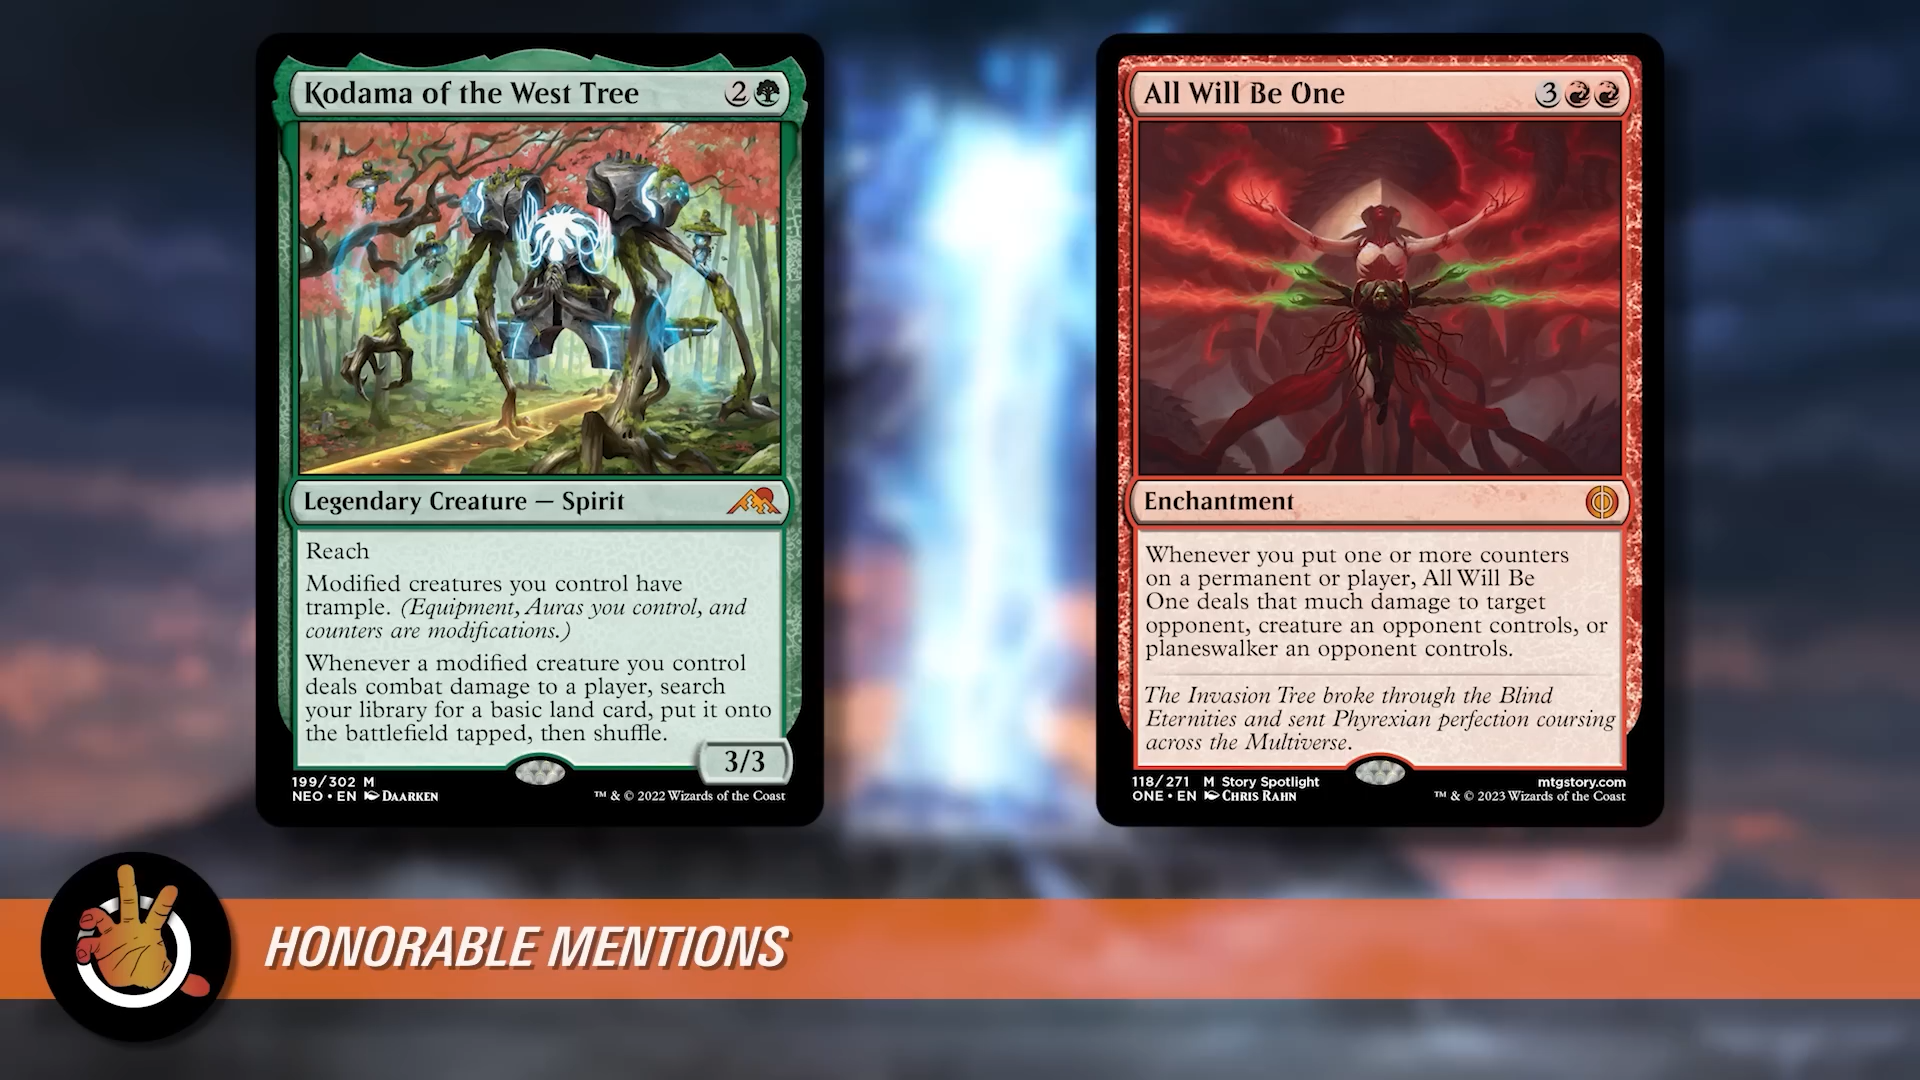 Kodama of the West Tree 2
Legendary Creature — Spirit
Reach
Modified creatures you control have
trample. (Equipment, Auras you control, and
counters are modifications.)
Whenever a modified creature you control
deals combat damage to a player, search
your library for a basic land card, put it onto
the battlefield tapped, then shuffle.
3/3
199/302 M
NEO • EN DAARKEN
™ & © 2022 Wizards of the Coast
All Will Be One 3
Enchantment
Whenever you put one or more counters
on a permanent or player, All Will Be
One deals that much damage to target
opponent, creature an opponent controls, or
planeswalker an opponent controls.
The Invasion Tree broke through the Blind
Eternities and sent Phyrexian perfection coursing
across the Multiverse.
118/271 M Story Spotlight
mtgstory.com
ONE • EN CHRIS RAHN
™ & © 2023 Wizards of the Coast
HONORABLE MENTIONS